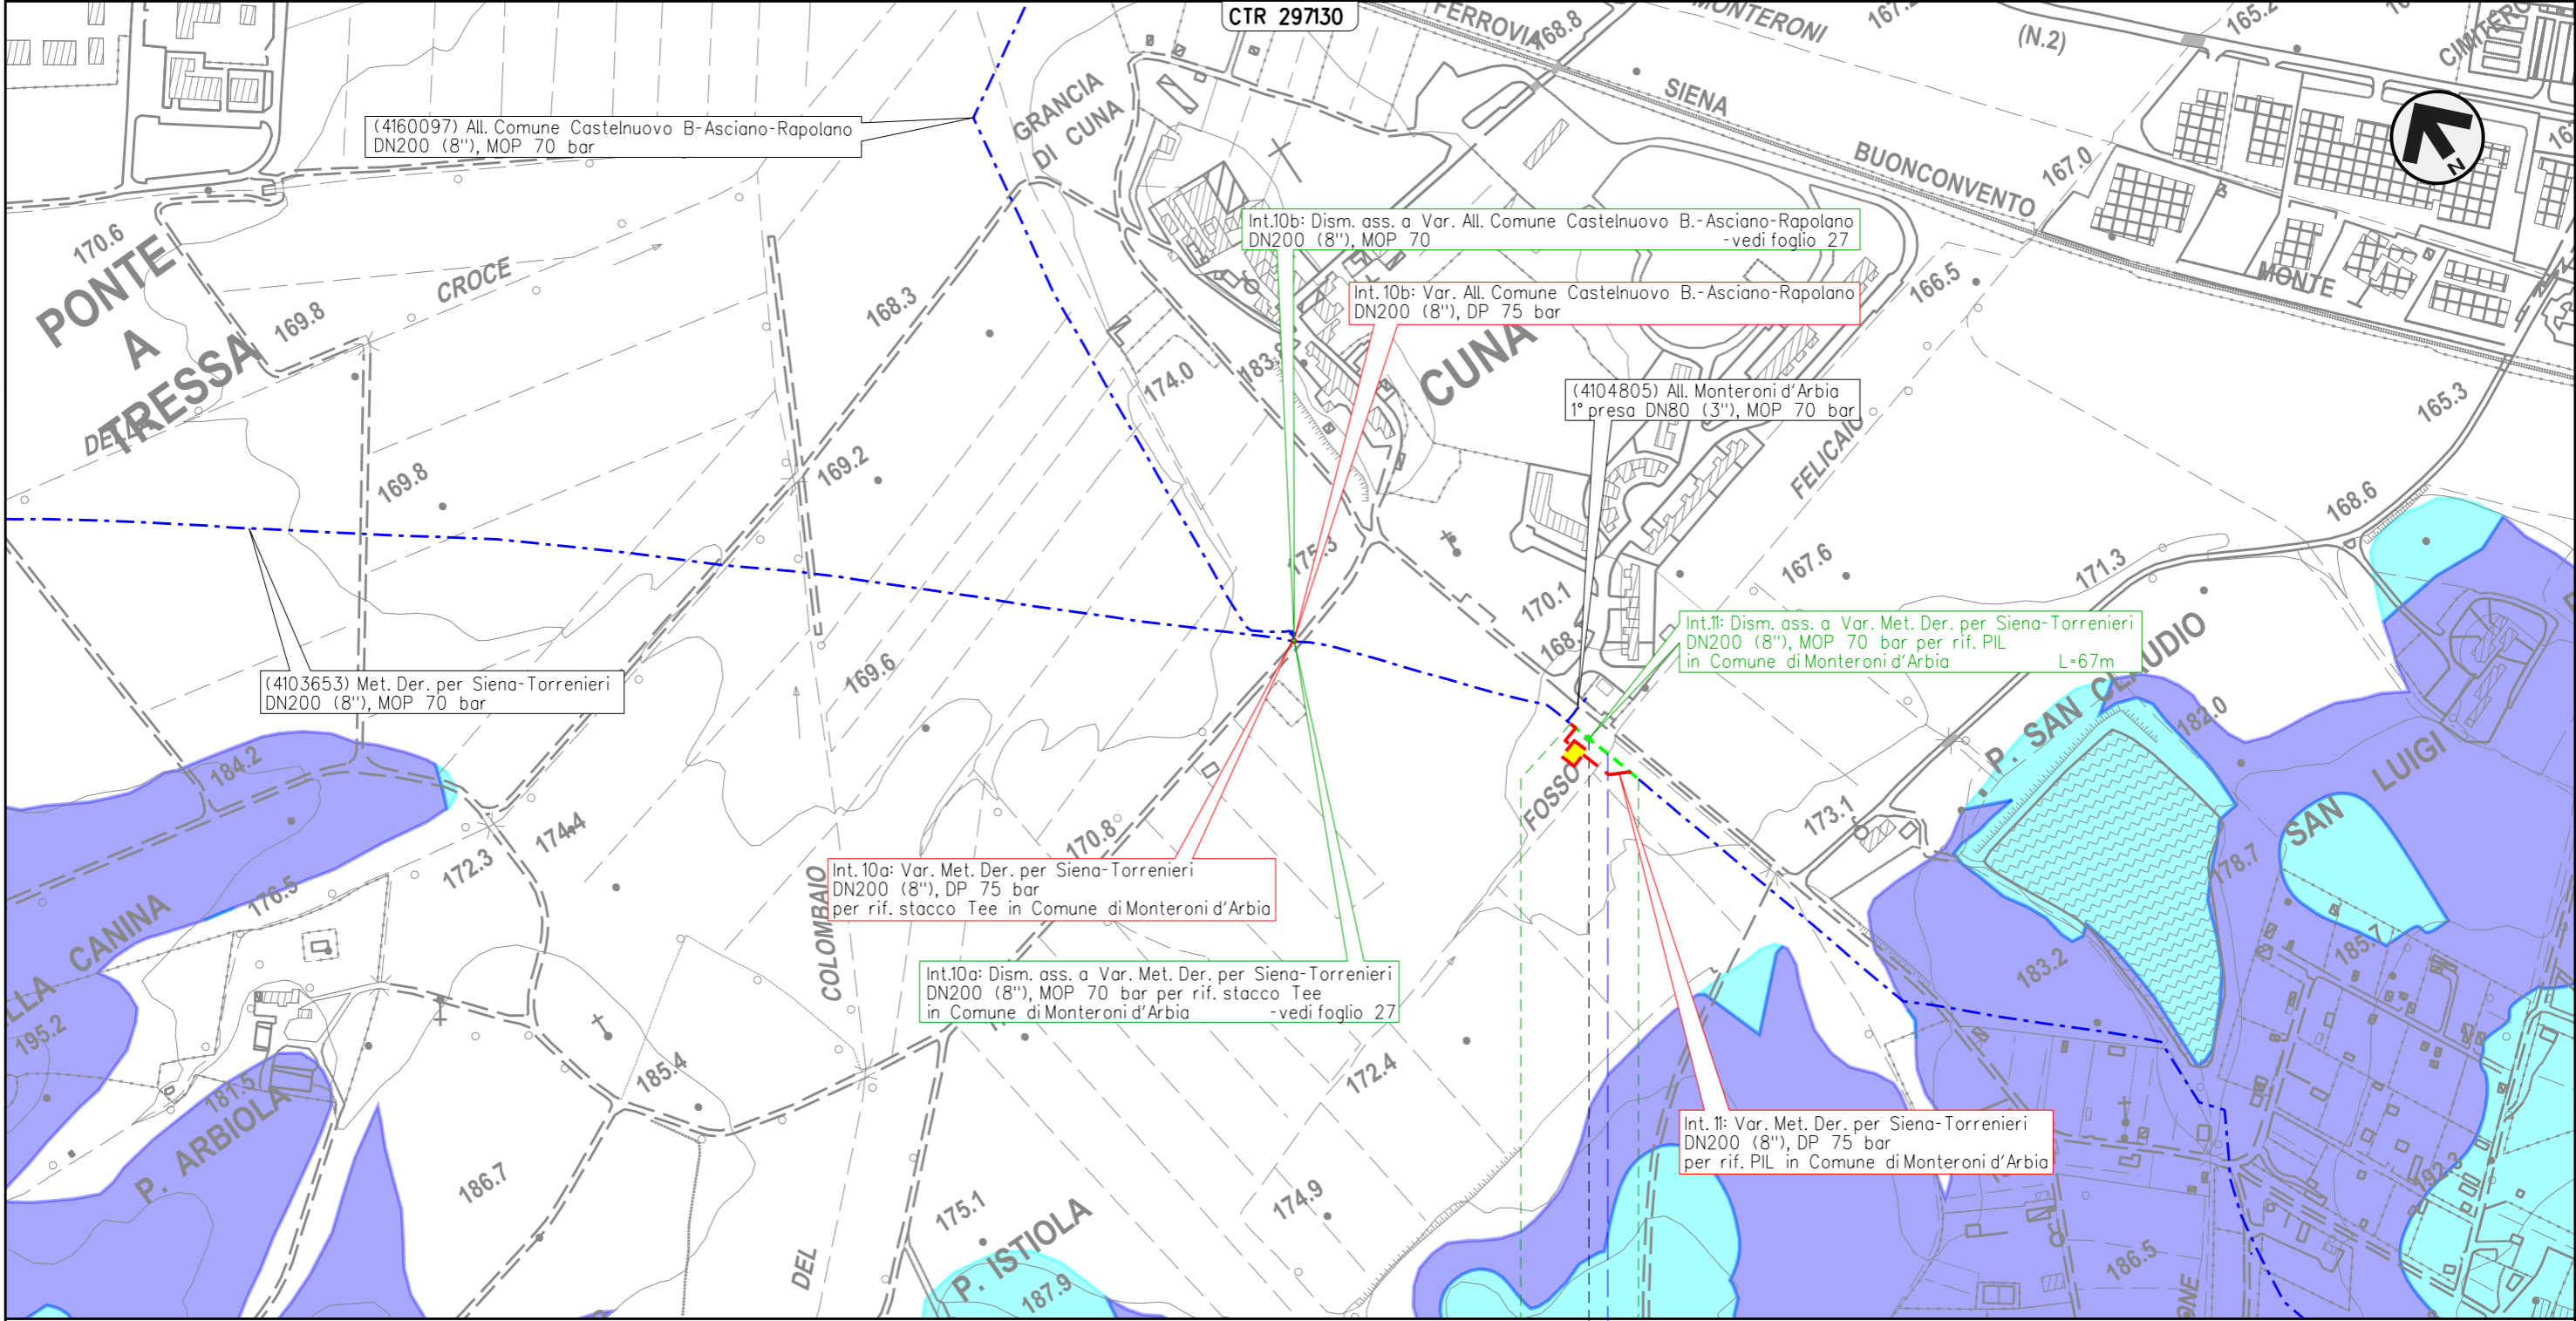 CTR 297130
FERROVIA
168.8
MONTERONI
(N.2)
165.2
CIMITERO
SIENA
BUONCONVENTO
167.0
MONTE
N
(4160097) All. Comune Castelnuovo B-Asciano-Rapolano
DN200 (8"), MOP 70 bar
GRANCIA
DI CUNA
170.6
PONTE
A
TRESSA
CROCE
169.8
168.3
Int.10b: Dism. ass. a Var. All. Comune Castelnuovo B.-Asciano-Rapolano
DN200 (8"), MOP 70 -vedi foglio 27
Int. 10b: Var. All. Comune Castelnuovo B.-Asciano-Rapolano
DN200 (8"), DP 75 bar
166.5
174.0
CUNA
(4104805) All. Monteroni d'Arbia
1° presa DN80 (3"), MOP 70 bar
165.3
FELICAIO
169.8
169.2
168.6
175.3
167.6
171.3
170.1
Int.11: Dism. ass. a Var. Met. Der. per Siena-Torrenieri
DN200 (8"), MOP 70 bar per rif. PIL
in Comune di Monteroni d'Arbia L=67m
168.
(4103653) Met. Der. per Siena-Torrenieri
DN200 (8"), MOP 70 bar
169.6
P. SAN CLAUDIO
182.0
SAN LUIGI
184.2
FOSSO
173.1
174.4
172.3
170.8
178.7
Int. 10a: Var. Met. Der. per Siena-Torrenieri
DN200 (8"), DP 75 bar
per rif. stacco Tee in Comune di Monteroni d'Arbia
176.5
COLOMBAIO
LLA CANINA
195.2
Int.10a: Dism. ass. a Var. Met. Der. per Siena-Torrenieri
DN200 (8"), MOP 70 bar per rif. stacco Tee
in Comune di Monteroni d'Arbia -vedi foglio 27
183.2
185.7
185.4
172.4
181.5
P. ARBIOLA
Int. 11: Var. Met. Der. per Siena-Torrenieri
DN200 (8"), DP 75 bar
per rif. PIL in Comune di Monteroni d'Arbia
186.7
175.1
174.9
192.3
P. ISTIOLA
187.9
DEL
186.5
ONE